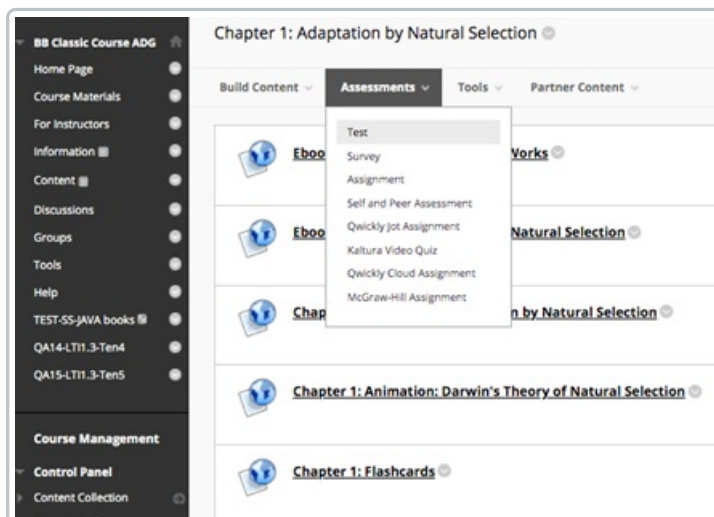 BB Classic Course ADG
Home Page
Course Materials
For Instructors
Information
Content
Discussions
Groups
Tools
Help
TEST-SS-JAVA books
QA14-LTI1.3-Ten4
QA15-LTI1.3-Ten5
Course Management
Control Panel
Content Collection
Chapter 1: Adaptation by Natural Selection
Build Content Assessments Tools Partner Content
Test
Survey
Assignment
Self and Peer Assessment
Qwickly Jot Assignment
Kaltura Video Quiz
Qwickly Cloud Assignment
McGraw-Hill Assignment
Eboo Works
Eboo Natural Selection
Chap n by Natural Selection
Chapter 1: Animation: Darwin's Theory of Natural Selection
Chapter 1: Flashcards